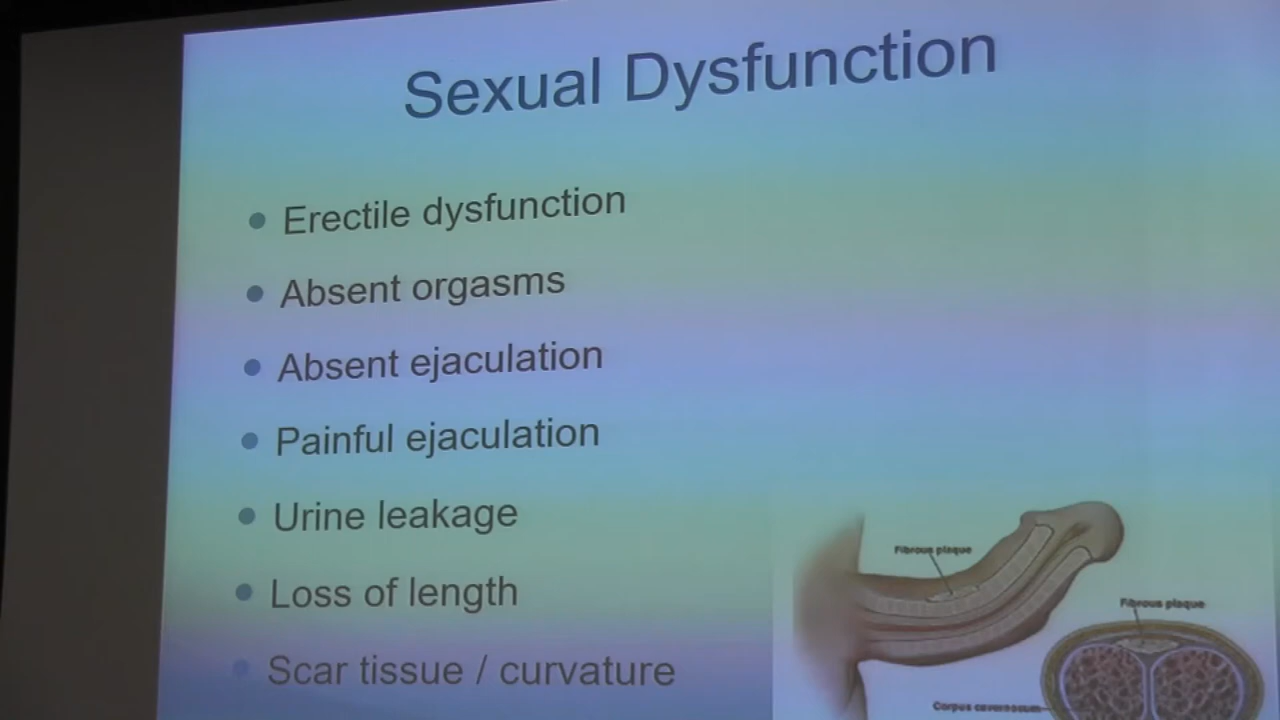 Sexual Dysfunction
Erectile dysfunction
Absent orgasms
Absent ejaculation
Painful ejaculation
Urine leakage
Loss of length
Scar tissue / curvature
Fibrous plaque
Fibrous plaque
Corpus cavernosum